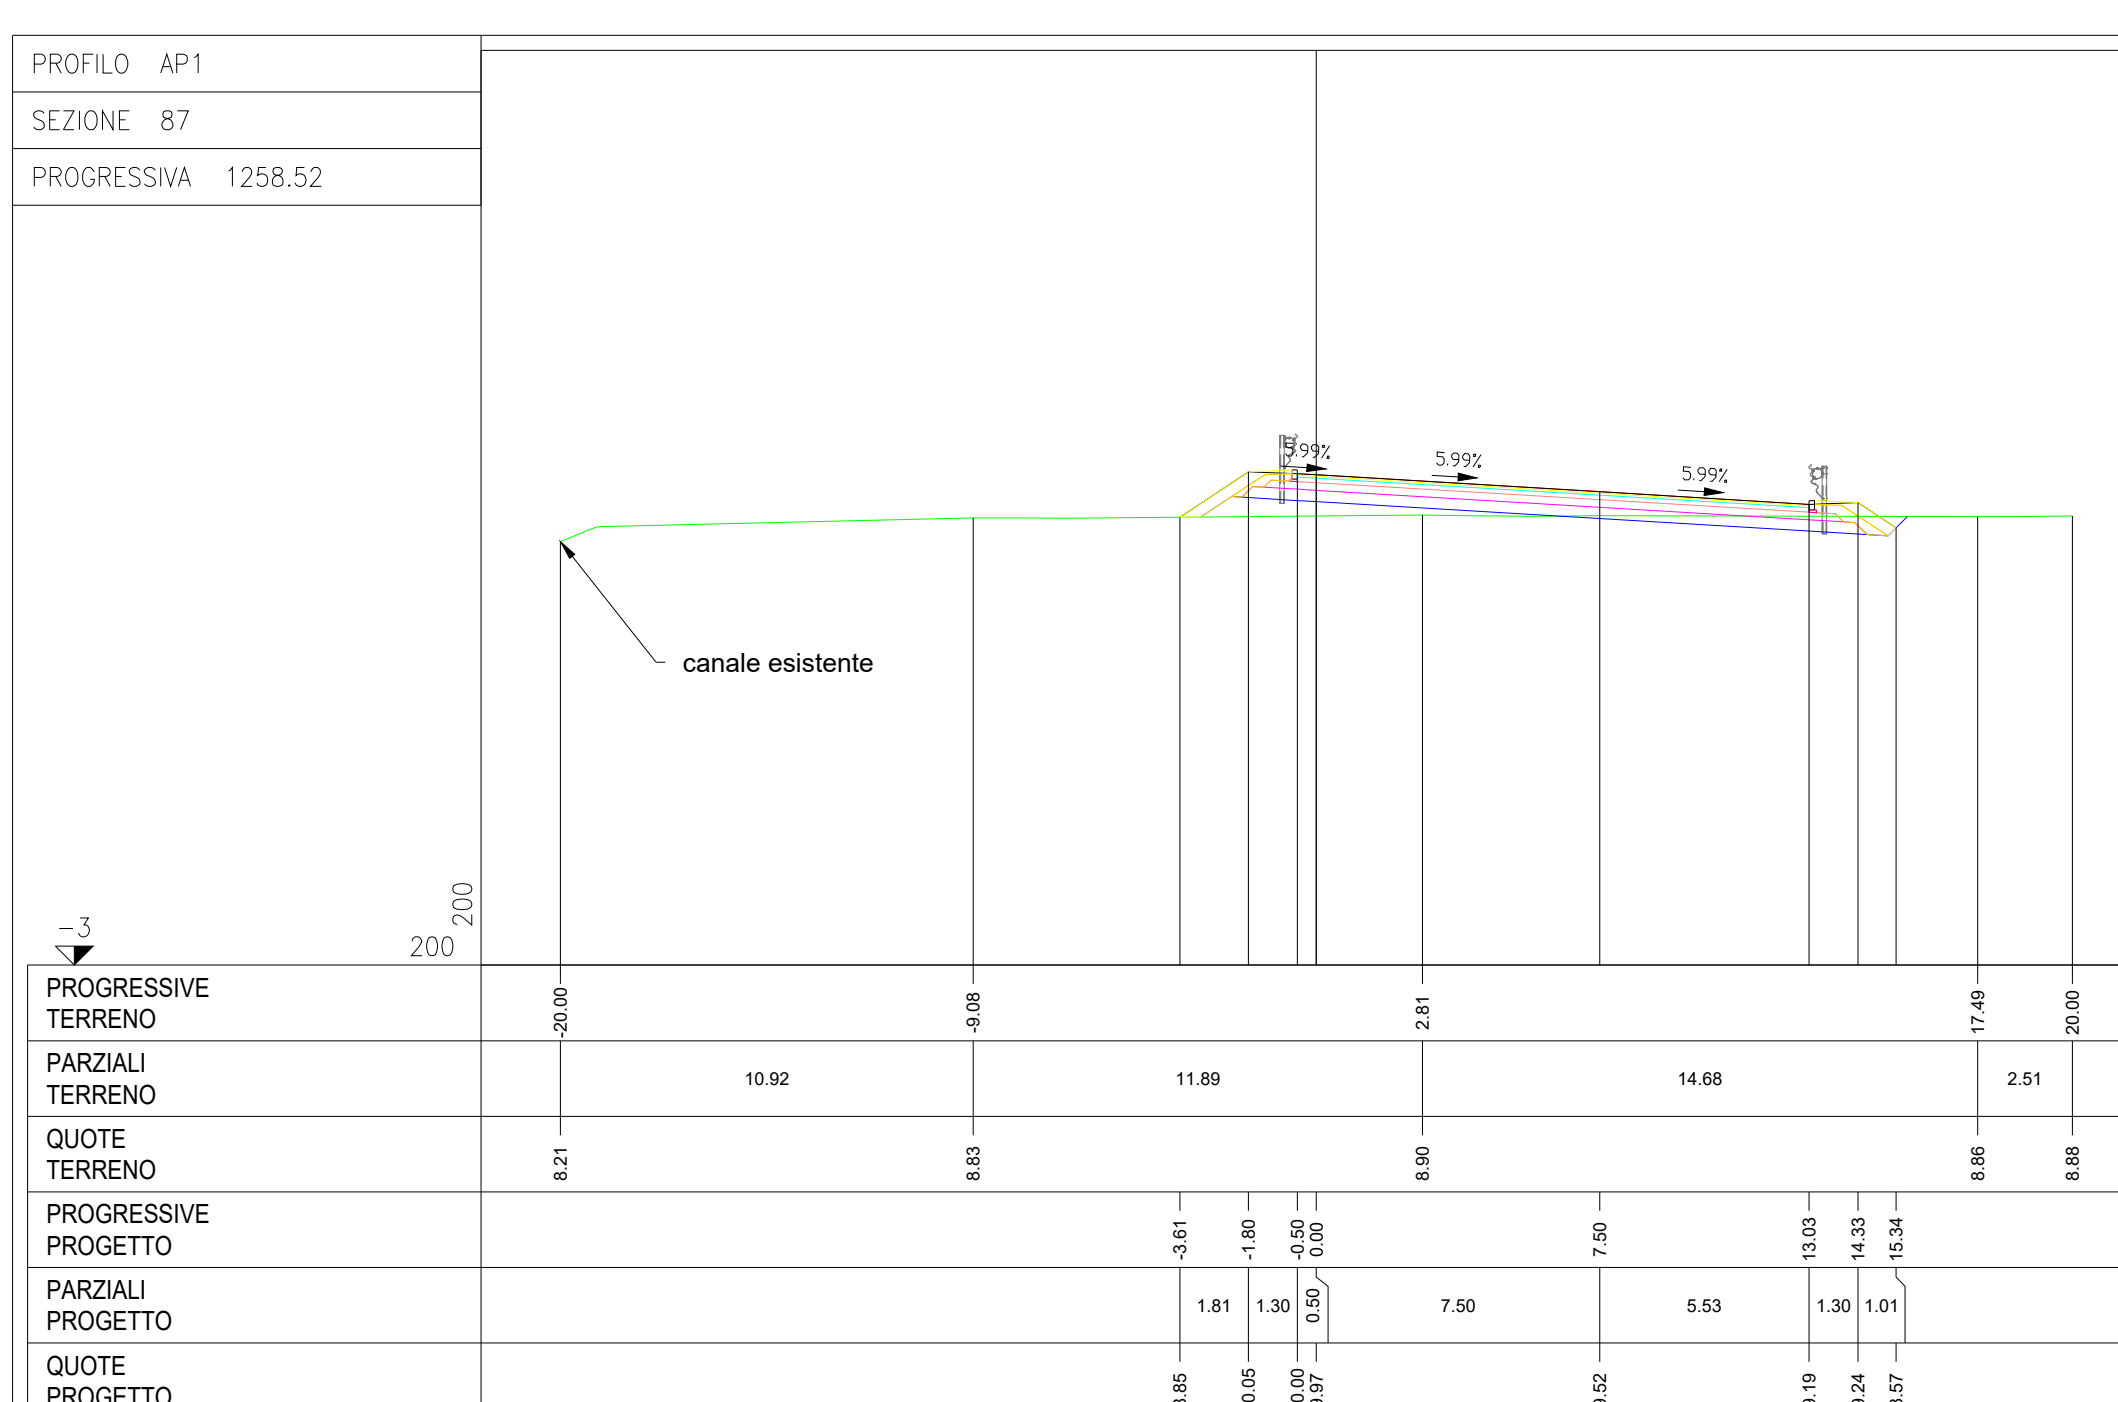 PROFILO AP1
SEZIONE 87
PROGRESSIVA 1258.52
5.99%
5.99%
5.99%
canale esistente
-3
200
200
PROGRESSIVE
TERRENO
-20.00 -9.08 2.81 17.49 20.00
PARZIALI
TERRENO
10.92 11.89 14.68 2.51
QUOTE
TERRENO
8.21 8.83 8.90 8.86 8.88
PROGRESSIVE
PROGETTO
-3.61 -1.80 -0.50 0.00 7.50 13.03 14.33 15.34
PARZIALI
PROGETTO
1.81 1.30 0.50 7.50 5.53 1.30 1.01
QUOTE
PROGETTO